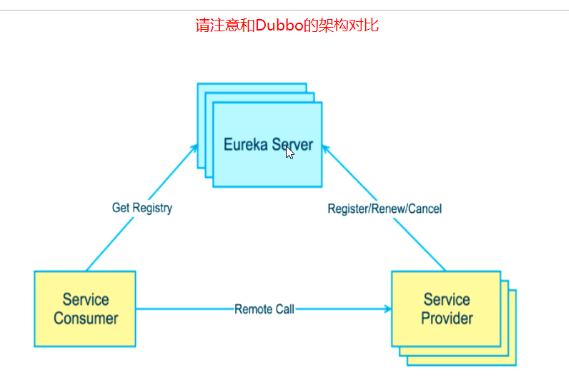 请注意和Dubbo的架构对比
Eureka Server
Get Registry
Register/Renew/Cancel
Service
Consumer
Remote Call
Service
Provider